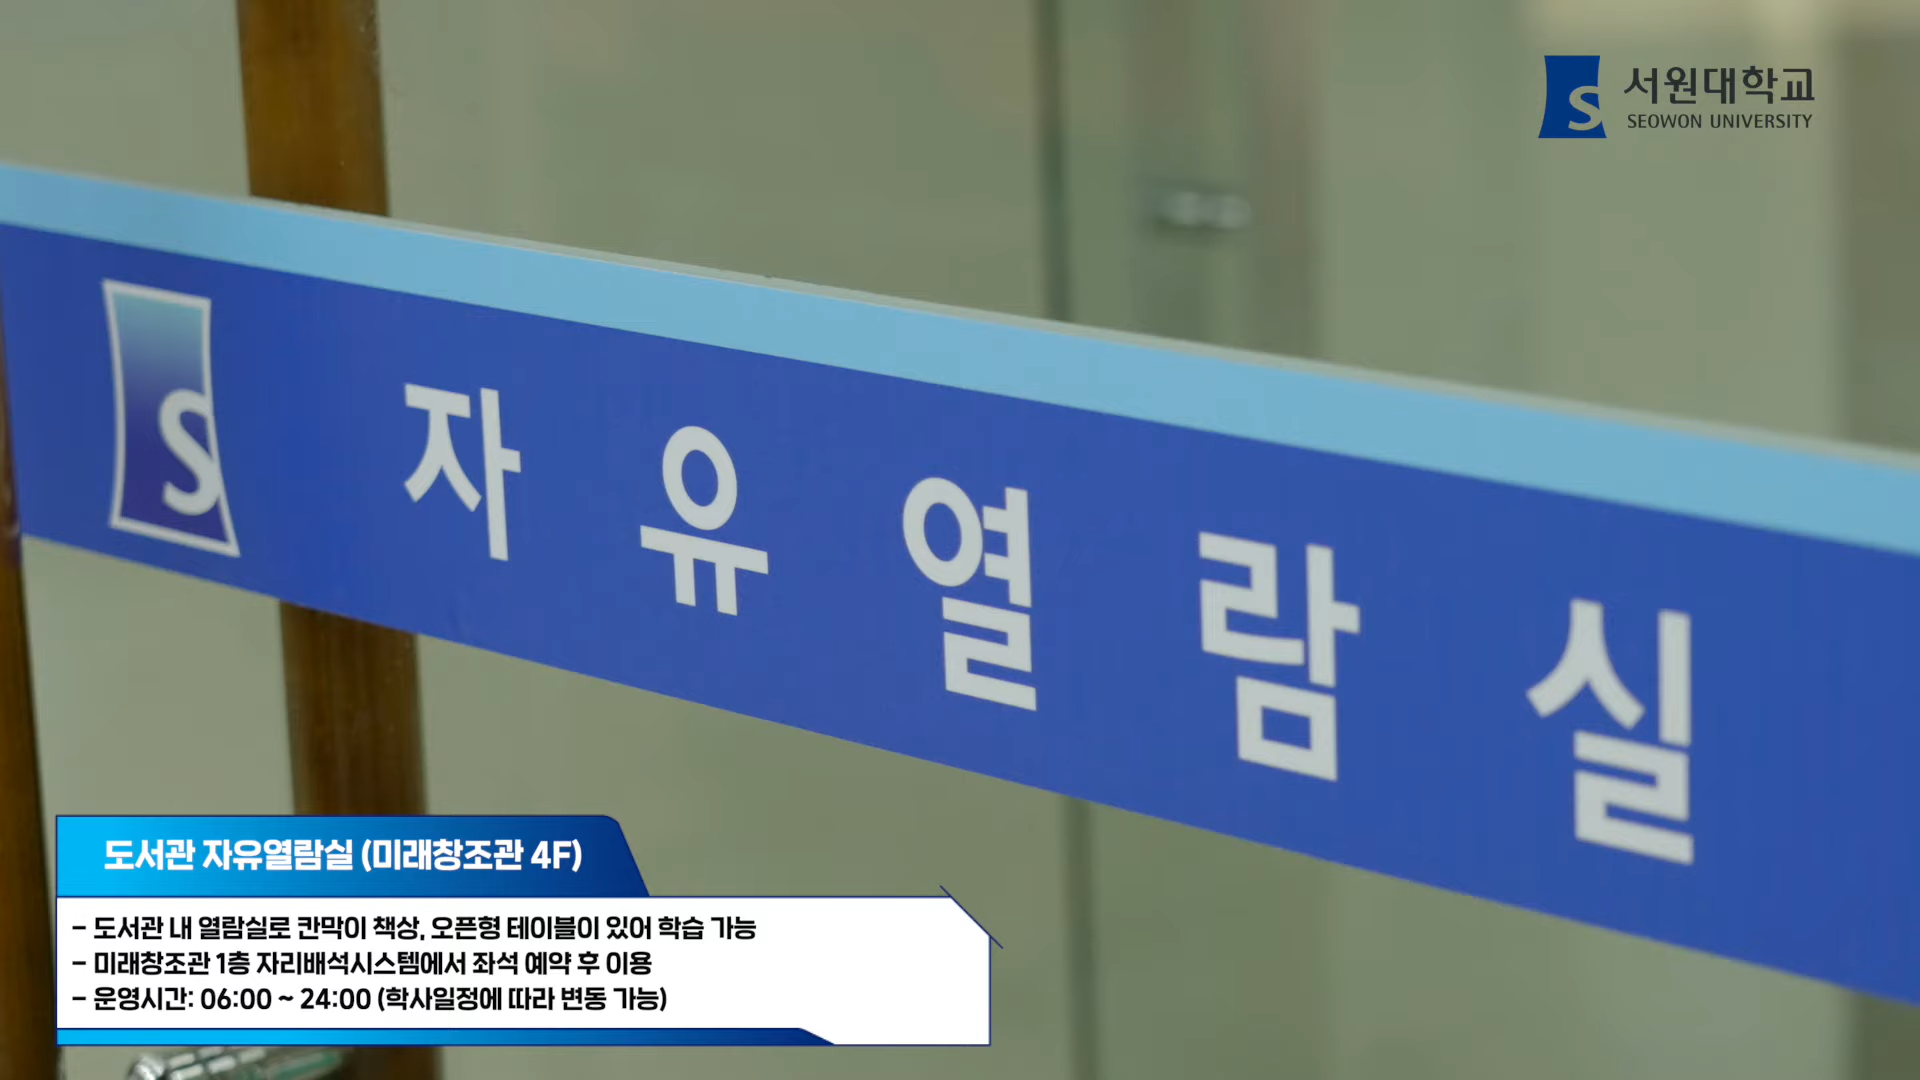 서원대학교
SEOWON UNIVERSITY
S 자유열람실
도서관 자유열람실 (미래창조관 4F)
- 도서관 내 열람실로 칸막이 책상, 오픈형 테이블이 있어 학습 가능
- 미래창조관 1층 자리배석시스템에서 좌석 예약 후 이용
- 운영시간: 06:00 ~ 24:00 (학사일정에 따라 변동 가능)